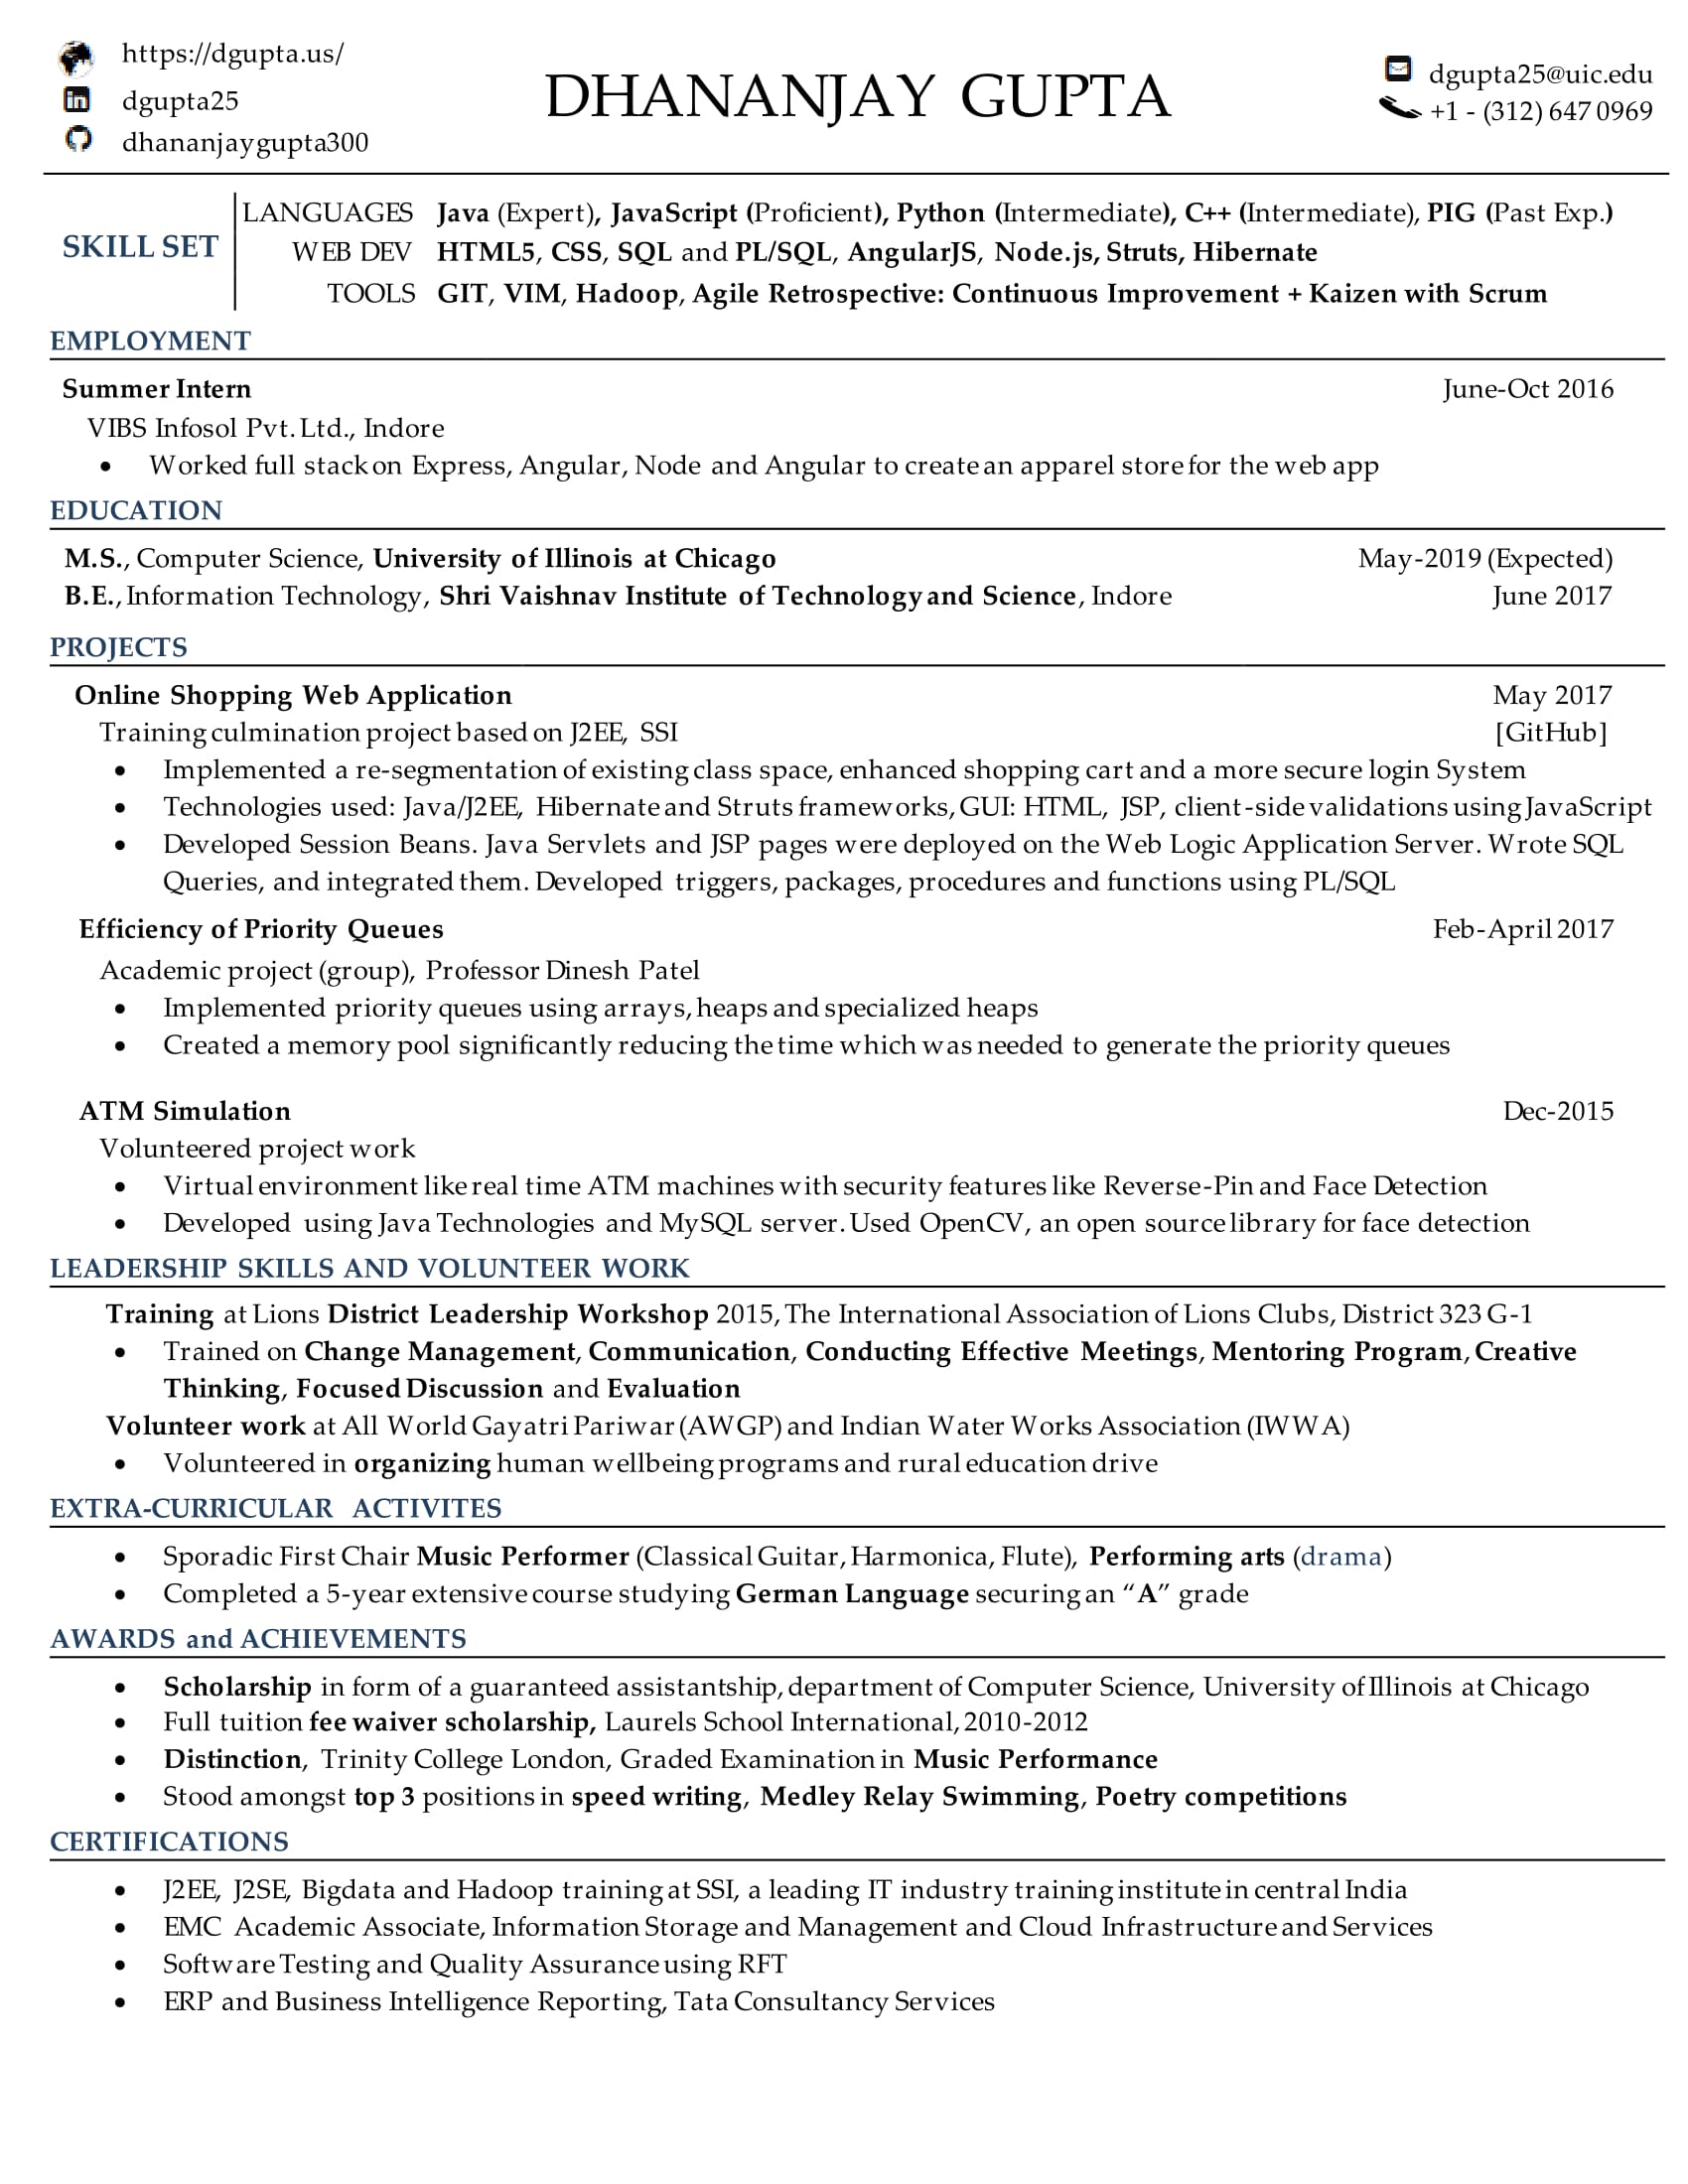 https://dgupta.us/
dgupta25
dhananjaygupta300
DHANANJAY GUPTA
dgupta25@uic.edu
+1 - (312) 647 0969
SKILL SET
LANGUAGES Java (Expert), JavaScript (Proficient), Python (Intermediate), C++ (Intermediate), PIG (Past Exp.)
WEB DEV HTML5, CSS, SQL and PL/SQL, AngularJS, Node.js, Struts, Hibernate
TOOLS GIT, VIM, Hadoop, Agile Retrospective: Continuous Improvement + Kaizen with Scrum
EMPLOYMENT
Summer Intern June-Oct 2016
VIBS Infosol Pvt. Ltd., Indore
• Worked full stack on Express, Angular, Node and Angular to create an apparel store for the web app
EDUCATION
M.S., Computer Science, University of Illinois at Chicago May-2019 (Expected)
B.E., Information Technology, Shri Vaishnav Institute of Technology and Science, Indore June 2017
PROJECTS
Online Shopping Web Application May 2017
Training culmination project based on J2EE, SSI [GitHub]
• Implemented a re-segmentation of existing class space, enhanced shopping cart and a more secure login System
• Technologies used: Java/J2EE, Hibernate and Struts frameworks, GUI: HTML, JSP, client-side validations using JavaScript
• Developed Session Beans. Java Servlets and JSP pages were deployed on the Web Logic Application Server. Wrote SQL
Queries, and integrated them. Developed triggers, packages, procedures and functions using PL/SQL
Efficiency of Priority Queues Feb-April 2017
Academic project (group), Professor Dinesh Patel
• Implemented priority queues using arrays, heaps and specialized heaps
• Created a memory pool significantly reducing the time which was needed to generate the priority queues
ATM Simulation Dec-2015
Volunteered project work
• Virtual environment like real time ATM machines with security features like Reverse-Pin and Face Detection
• Developed using Java Technologies and MySQL server. Used OpenCV, an open source library for face detection
LEADERSHIP SKILLS AND VOLUNTEER WORK
Training at Lions District Leadership Workshop 2015, The International Association of Lions Clubs, District 323 G-1
• Trained on Change Management, Communication, Conducting Effective Meetings, Mentoring Program, Creative
Thinking, Focused Discussion and Evaluation
Volunteer work at All World Gayatri Pariwar (AWGP) and Indian Water Works Association (IWWA)
• Volunteered in organizing human wellbeing programs and rural education drive
EXTRA-CURRICULAR ACTIVITES
• Sporadic First Chair Music Performer (Classical Guitar, Harmonica, Flute), Performing arts (drama)
• Completed a 5-year extensive course studying German Language securing an “A” grade
AWARDS and ACHIEVEMENTS
• Scholarship in form of a guaranteed assistantship, department of Computer Science, University of Illinois at Chicago
• Full tuition fee waiver scholarship, Laurels School International, 2010-2012
• Distinction, Trinity College London, Graded Examination in Music Performance
• Stood amongst top 3 positions in speed writing, Medley Relay Swimming, Poetry competitions
CERTIFICATIONS
• J2EE, J2SE, Bigdata and Hadoop training at SSI, a leading IT industry training institute in central India
• EMC Academic Associate, Information Storage and Management and Cloud Infrastructure and Services
• Software Testing and Quality Assurance using RFT
• ERP and Business Intelligence Reporting, Tata Consultancy Services